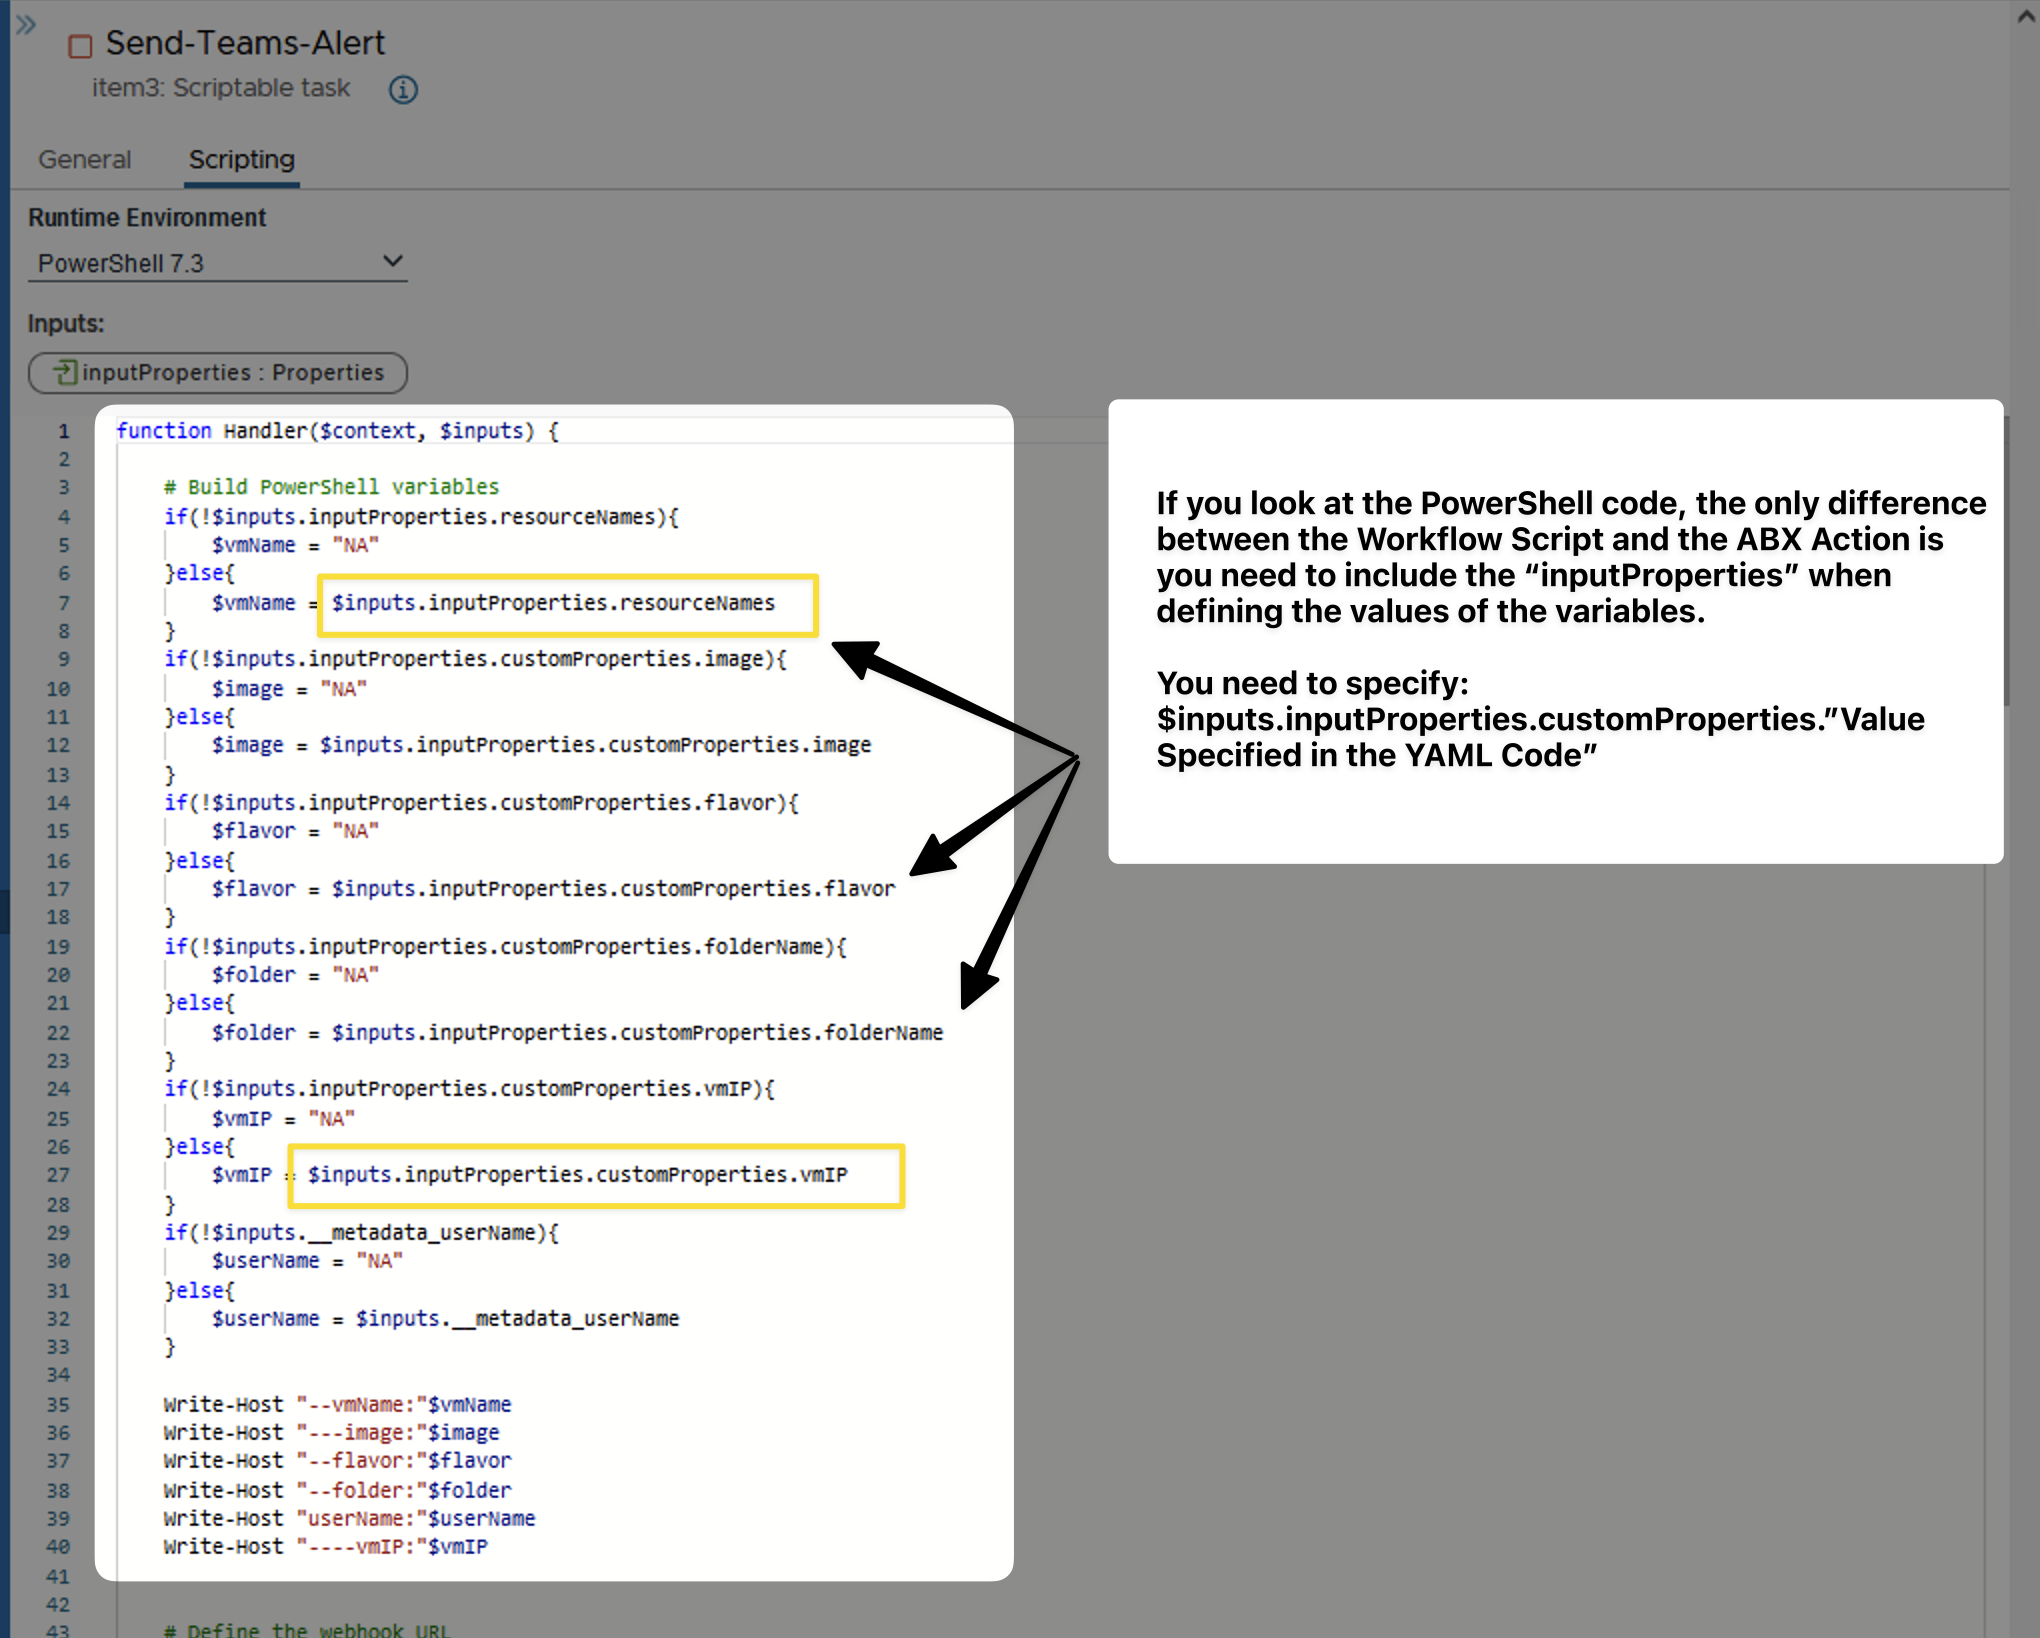 Send-Teams-Alert
item3: Scriptable task
General
Scripting
Runtime Environment
PowerShell 7.3
Inputs:
inputProperties : Properties
1 function Handler($context, $inputs) {
2
3 # Build PowerShell variables
4 if(!$inputs.inputProperties.resourceNames){
5 $vmName = "NA"
6 }else{
7 $vmName = $inputs.inputProperties.resourceNames
8 }
9 if(!$inputs.inputProperties.customProperties.image){
10 $image = "NA"
11 }else{
12 $image = $inputs.inputProperties.customProperties.image
13 }
14 if(!$inputs.inputProperties.customProperties.flavor){
15 $flavor = "NA"
16 }else{
17 $flavor = $inputs.inputProperties.customProperties.flavor
18 }
19 if(!$inputs.inputProperties.customProperties.folderName){
20 $folder = "NA"
21 }else{
22 $folder = $inputs.inputProperties.customProperties.folderName
23 }
24 if(!$inputs.inputProperties.customProperties.vmIP){
25 $vmIP = "NA"
26 }else{
27 $vmIP = $inputs.inputProperties.customProperties.vmIP
28 }
29 if(!$inputs.__metadata_userName){
30 $userName = "NA"
31 }else{
32 $userName = $inputs.__metadata_userName
33 }
34
35 Write-Host "--vmName:"$vmName
36 Write-Host "---image:"$image
37 Write-Host "--flavor:"$flavor
38 Write-Host "--folder:"$folder
39 Write-Host "userName:"$userName
40 Write-Host "----vmIP:"$vmIP
41
42
43 # Define the webhook URL
If you look at the PowerShell code, the only difference
between the Workflow Script and the ABX Action is
you need to include the “inputProperties” when
defining the values of the variables.
You need to specify:
$inputs.inputProperties.customProperties.”Value
Specified in the YAML Code”